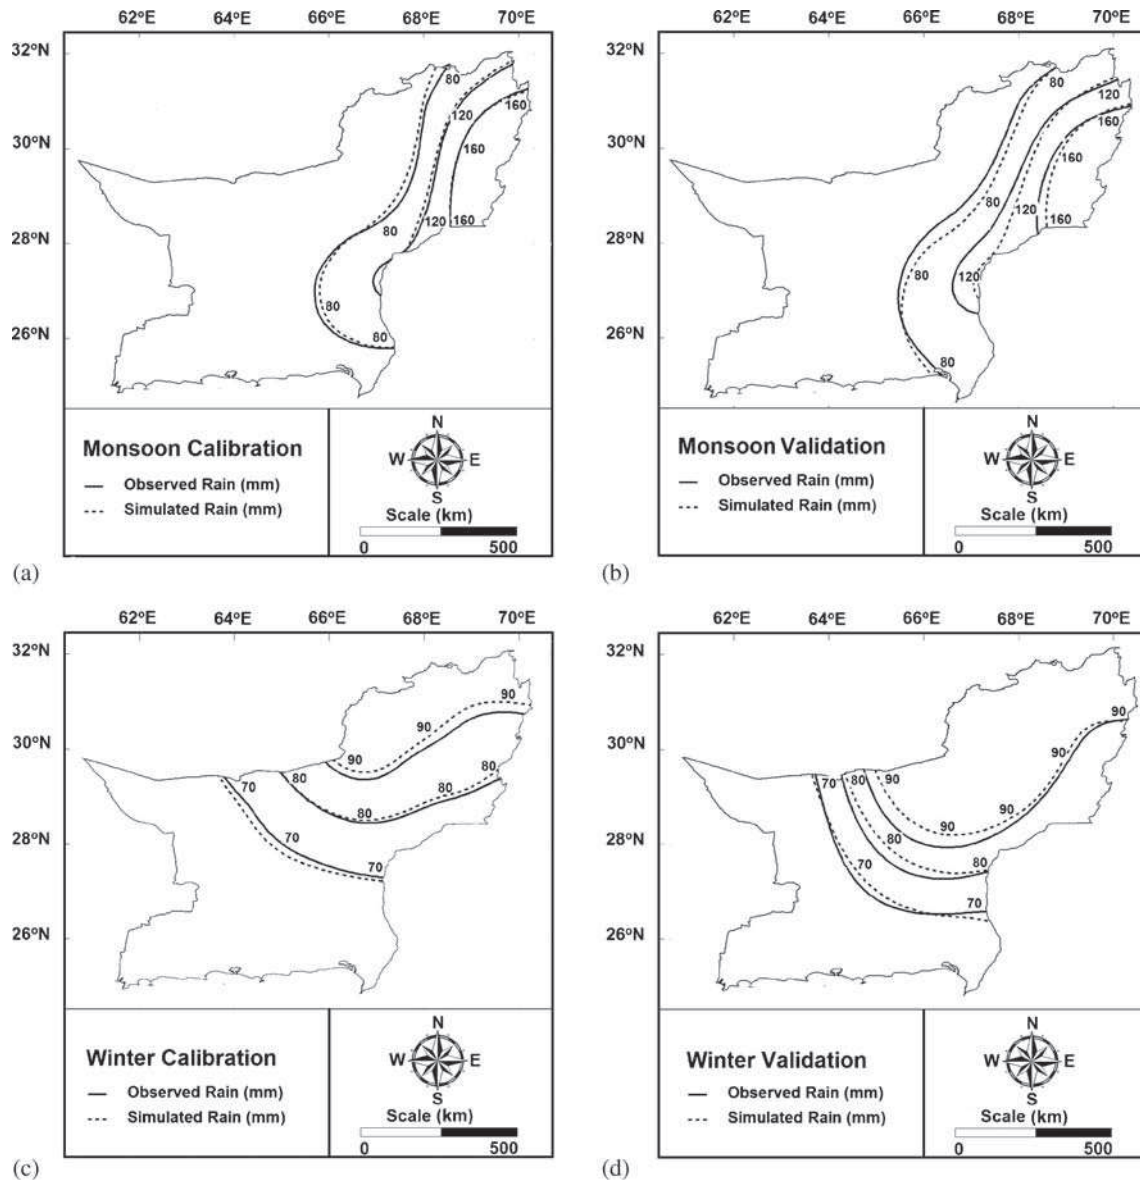 62ºE 64ºE 66ºE 68ºE 70ºE
32ºN
30ºN
28ºN
26ºN
80
120
160
120
160
160
80
120
80
80
Monsoon Calibration
Observed Rain (mm)
Simulated Rain (mm)
N
W E
S
Scale (km)
0 500
(a)
62ºE 64ºE 66ºE 68ºE 70ºE
32ºN
30ºN
28ºN
26ºN
80
120
160
160
80
120
160
80
120
80
Monsoon Validation
Observed Rain (mm)
Simulated Rain (mm)
N
W E
S
Scale (km)
0 500
(b)
62ºE 64ºE 66ºE 68ºE 70ºE
32ºN
30ºN
28ºN
26ºN
90
90
90
80
70
80
80
80
70
70
Winter Calibration
Observed Rain (mm)
Simulated Rain (mm)
N
W E
S
Scale (km)
0 500
(c)
62ºE 64ºE 66ºE 68ºE 70ºE
32ºN
30ºN
28ºN
26ºN
90
90
70 80 90
90
80
70
80
70
Winter Validation
Observed Rain (mm)
Simulated Rain (mm)
N
W E
S
Scale (km)
0 500
(d)